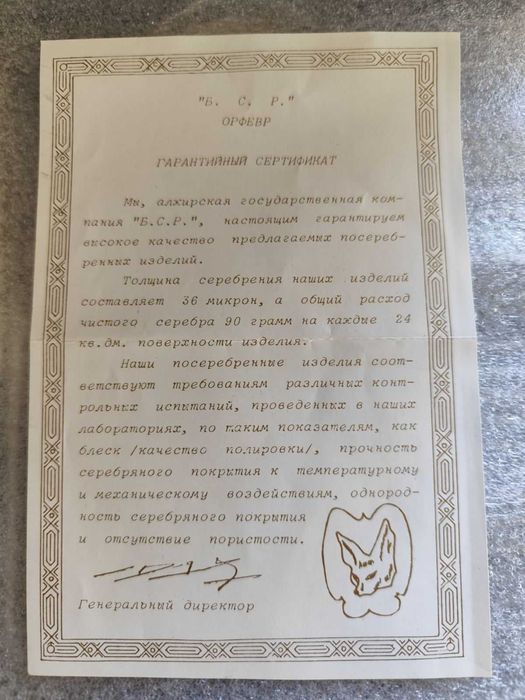 "Б. С. Р."
ОРФЕВР
ГАРАНТИЙНЫЙ СЕРТИФИКАТ
Мы, алжирская государственная ком-
пания "Б.С.Р.", настоящим гарантируем
высокое качество предлагаемых посереб-
ренных изделий.
Толщина серебрения наших изделий
составляет 36 микрон, а общий расход
чистого серебра 90 грамм на каждые 24
кв.дм. поверхности изделия.
Наши посеребренные изделия соот-
ветствуют требованиям различных конт-
рольных испытаний, проведенных в наших
лабораториях, по таким показателям, как
блеск /качество полировки/, прочность
серебряного покрытия к температурному
и механическому воздействиям, однород-
ность серебряного покрытия
и отсутствие пористости.
Генеральный директор